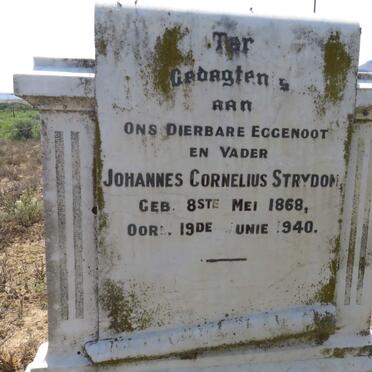 Ter
Gedagtenis
aan
Ons Dierbare Eggenoot
en Vader
Johannes Cornelius Strydom,
Geb. 8ste Mei 1868,
Oorl. 19de Junie 1940.